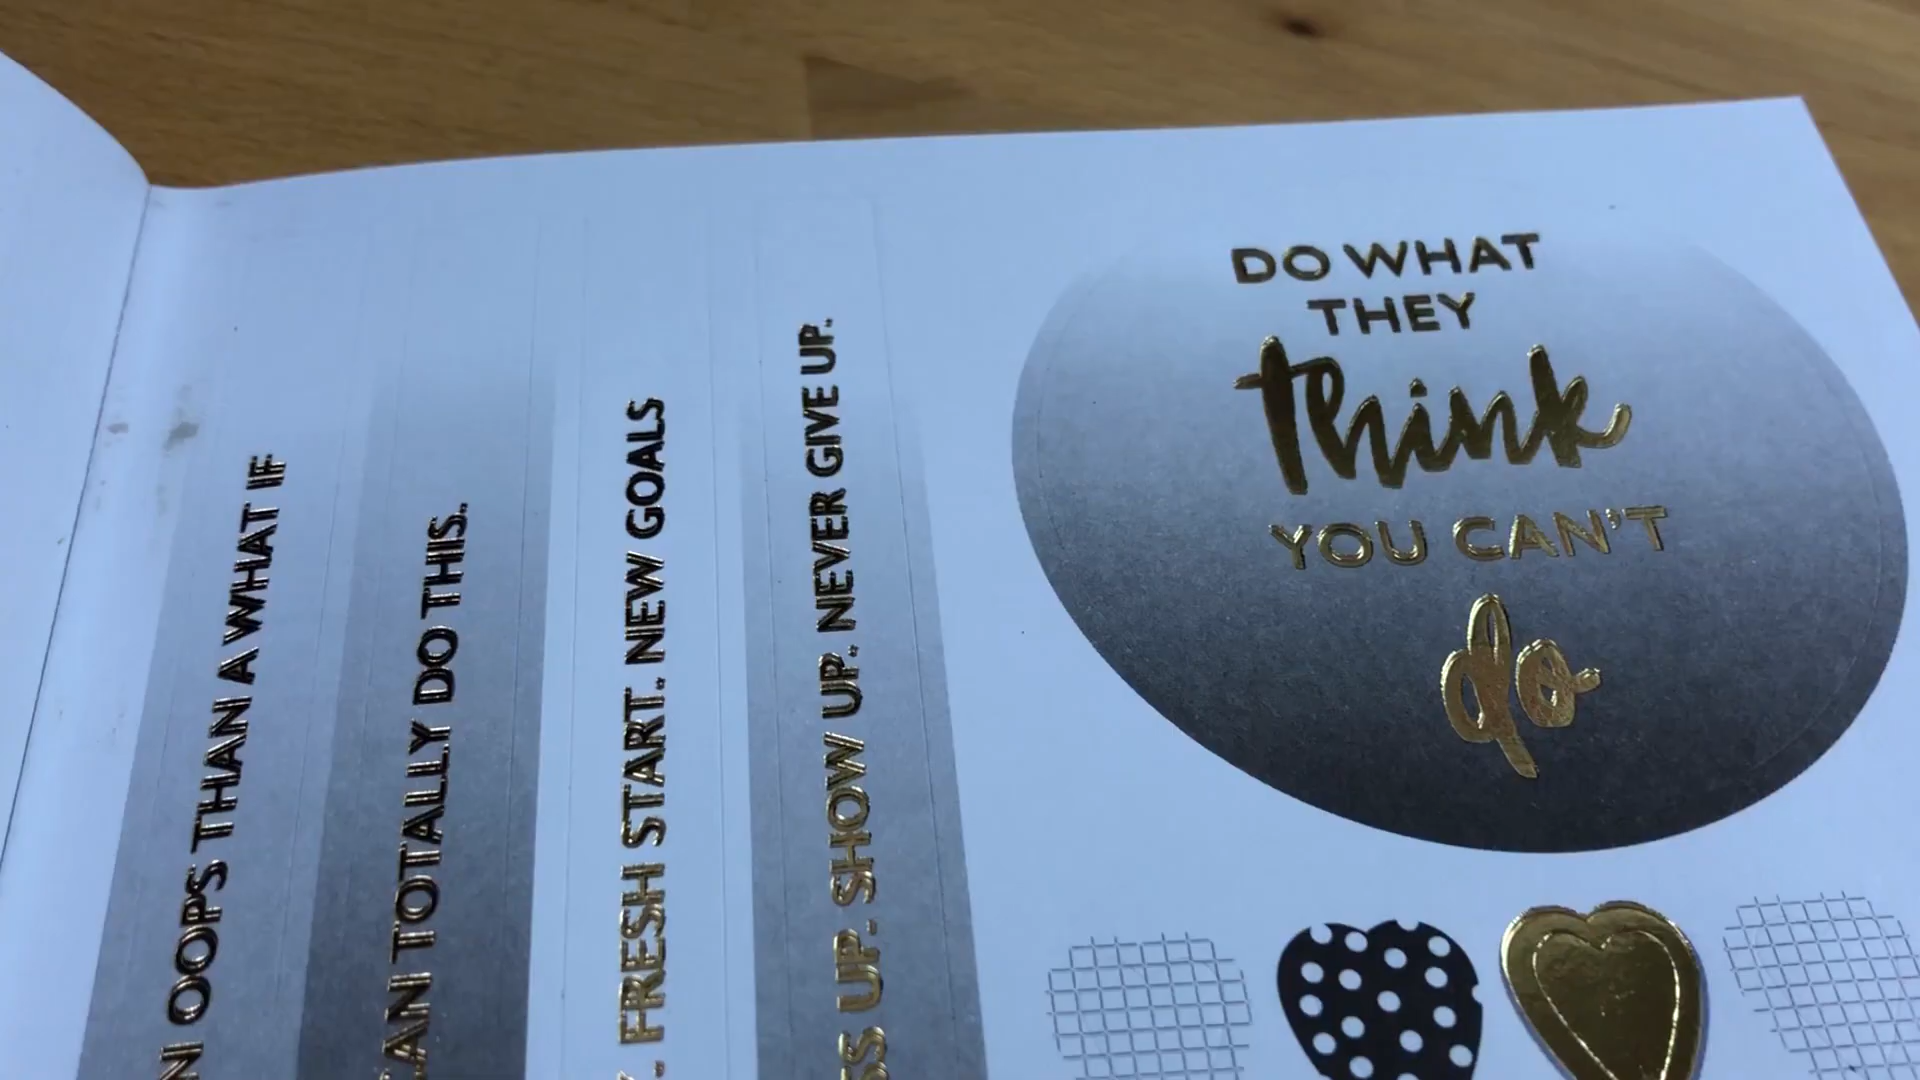 OOPS THAN A WHAT IF
TOTALLY DO THIS.
FRESH START. NEW GOALS
UP. SHOW UP. NEVER GIVE UP.
DO WHAT
THEY
think
YOU CAN'T
do